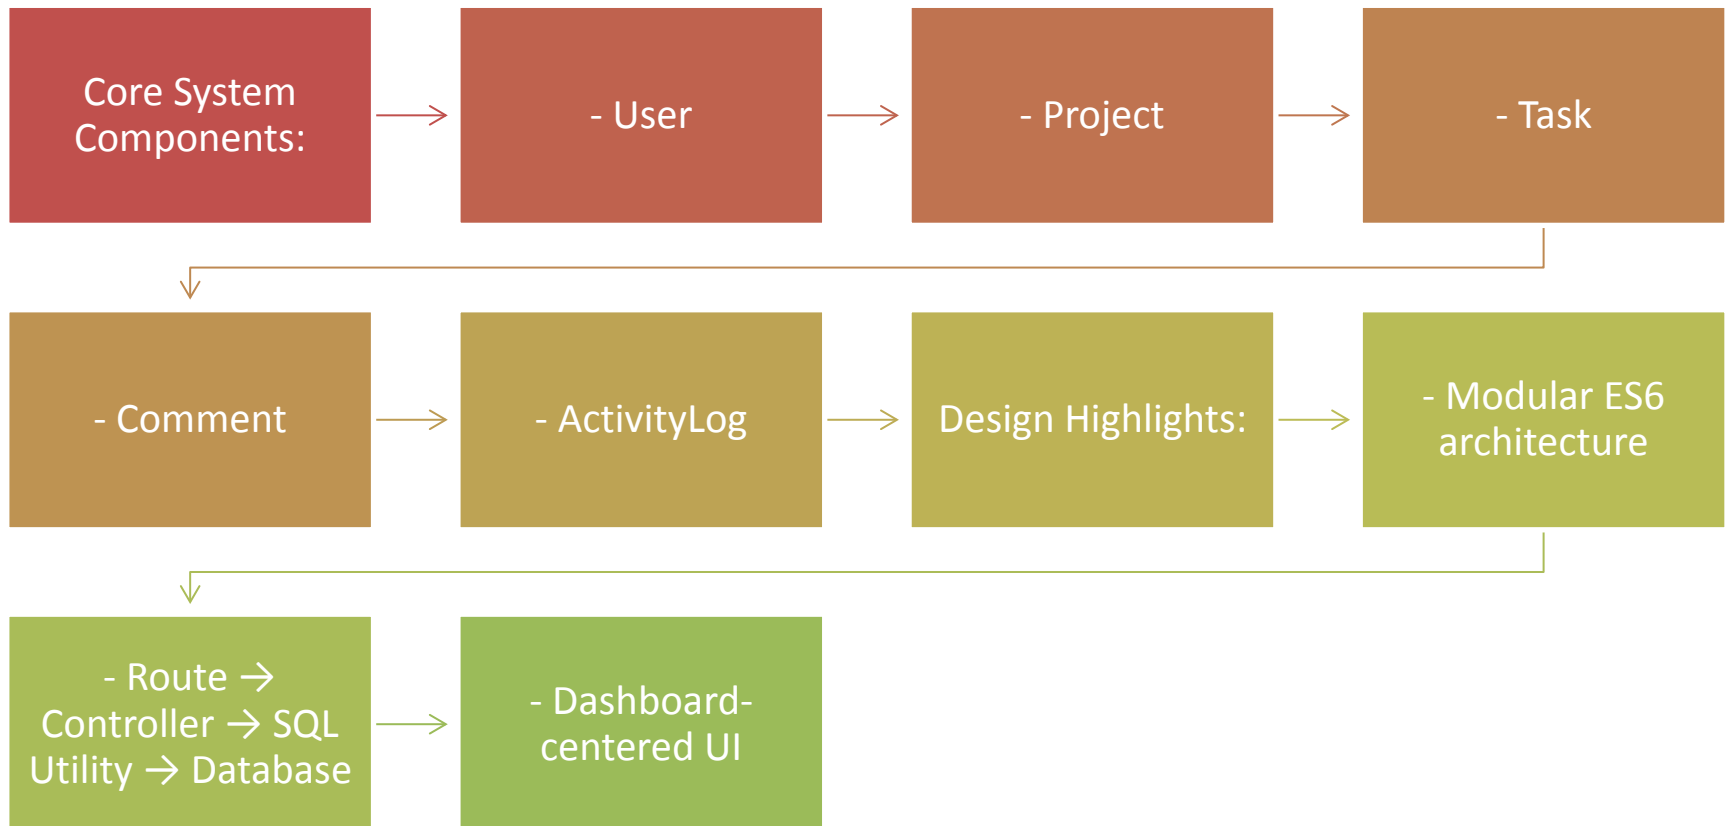 Core System
Components:
- User
- Project
- Task
- Comment
- ActivityLog
Design Highlights:
- Modular ES6
architecture
- Route →
Controller → SQL
Utility → Database
- Dashboard-
centered UI